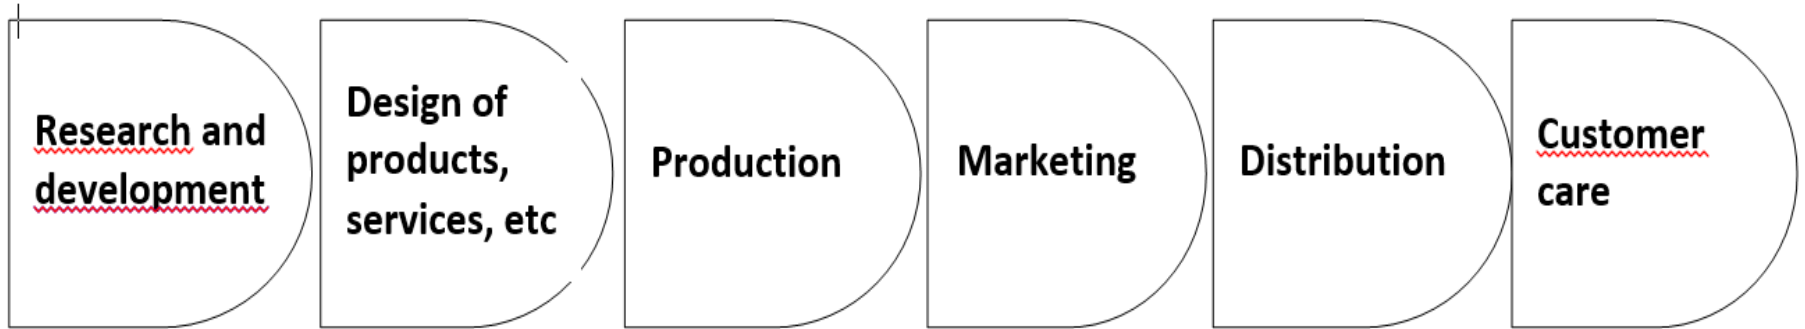 Research and
development
Design of
products,
services, etc
Production
Marketing
Distribution
Customer
care